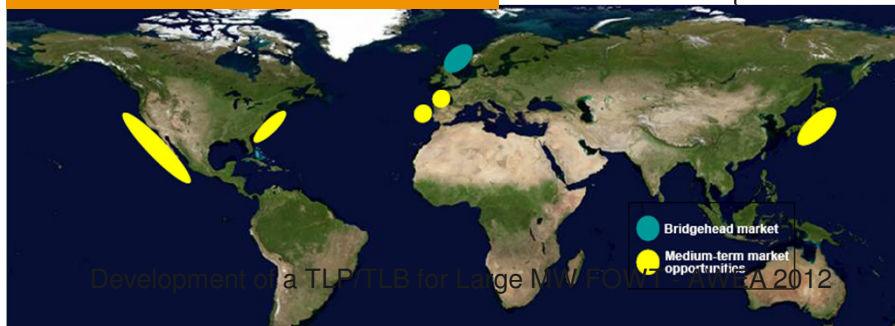 Bridgehead market
Medium-term market
opportunities
Development of a TLP/TLB for Large MW FOWT - AWEA 2012